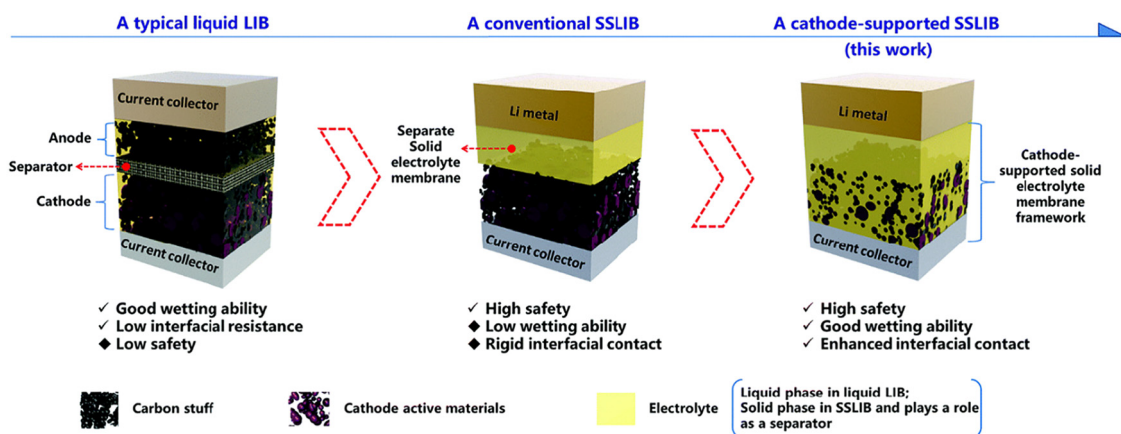 A typical liquid LIB
A conventional SSLIB
A cathode-supported SSLIB
(this work)
Current collector
Anode
Separator
Cathode
Current collector
Li metal
Separate
Solid
electrolyte
membrane
Current collector
Li metal
Cathode-
supported solid
electrolyte
membrane
framework
Current collector
✓ Good wetting ability
✓ Low interfacial resistance
◆ Low safety
✓ High safety
◆ Low wetting ability
◆ Rigid interfacial contact
✓ High safety
✓ Good wetting ability
✓ Enhanced interfacial contact
Carbon stuff
Cathode active materials
Electrolyte
Liquid phase in liquid LIB;
Solid phase in SSLIB and plays a role
as a separator